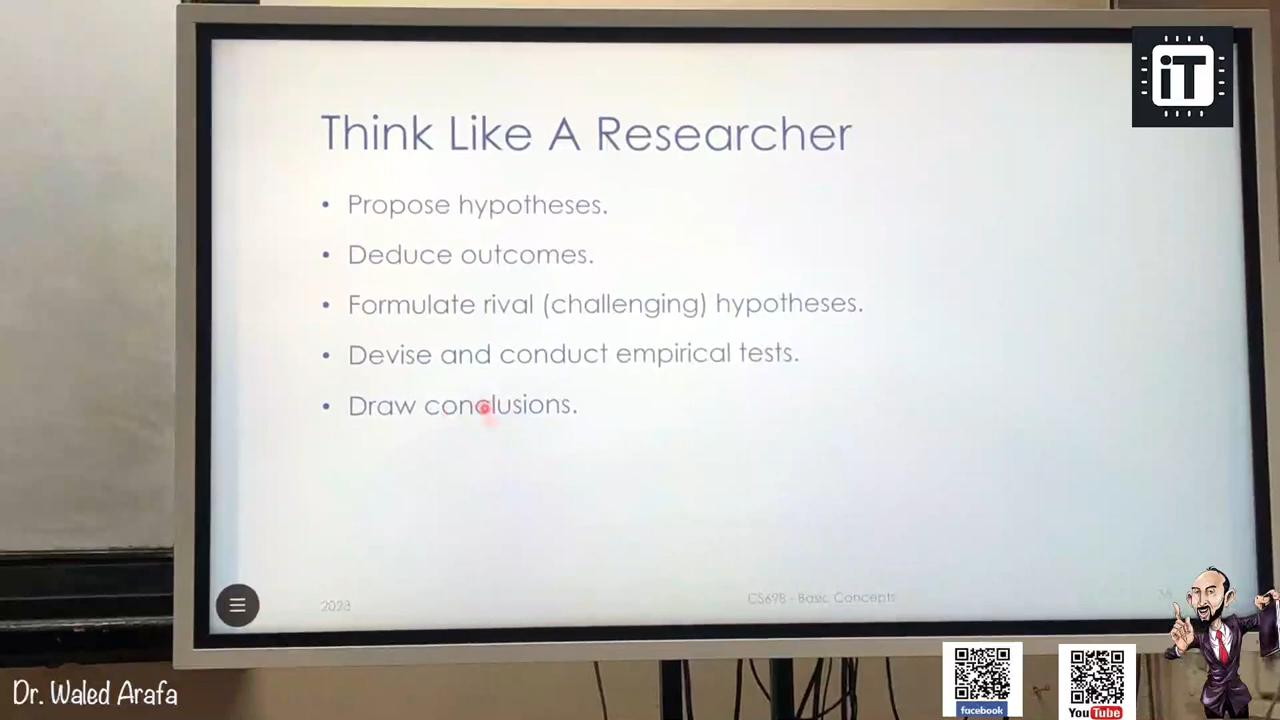 iT
Think Like A Researcher
• Propose hypotheses.
• Deduce outcomes.
• Formulate rival (challenging) hypotheses.
• Devise and conduct empirical tests.
• Draw conclusions.
2023
CS698 - Basic Concepts
Dr. Waled Arafa
facebook
YouTube